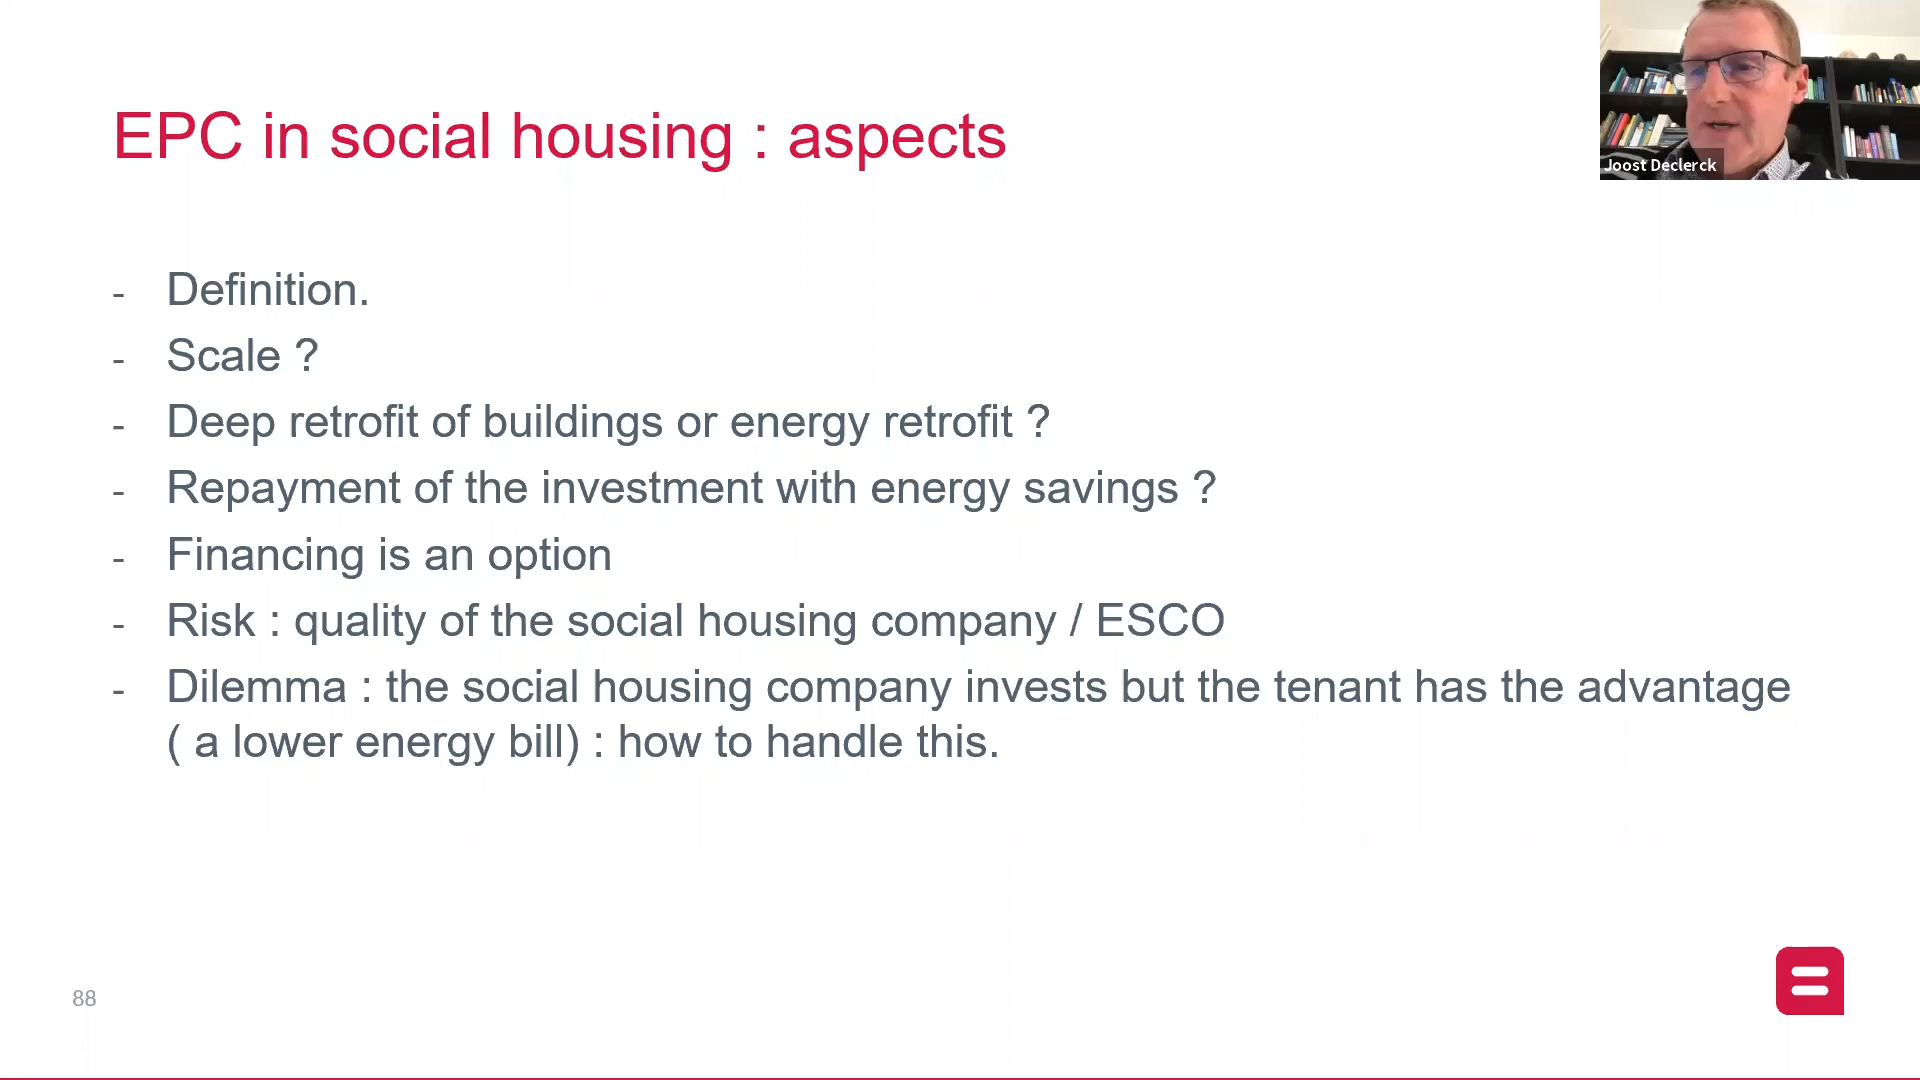 EPC in social housing : aspects
Joost Declerck
- Definition.
- Scale ?
- Deep retrofit of buildings or energy retrofit ?
- Repayment of the investment with energy savings ?
- Financing is an option
- Risk : quality of the social housing company / ESCO
- Dilemma : the social housing company invests but the tenant has the advantage
( a lower energy bill) : how to handle this.
88